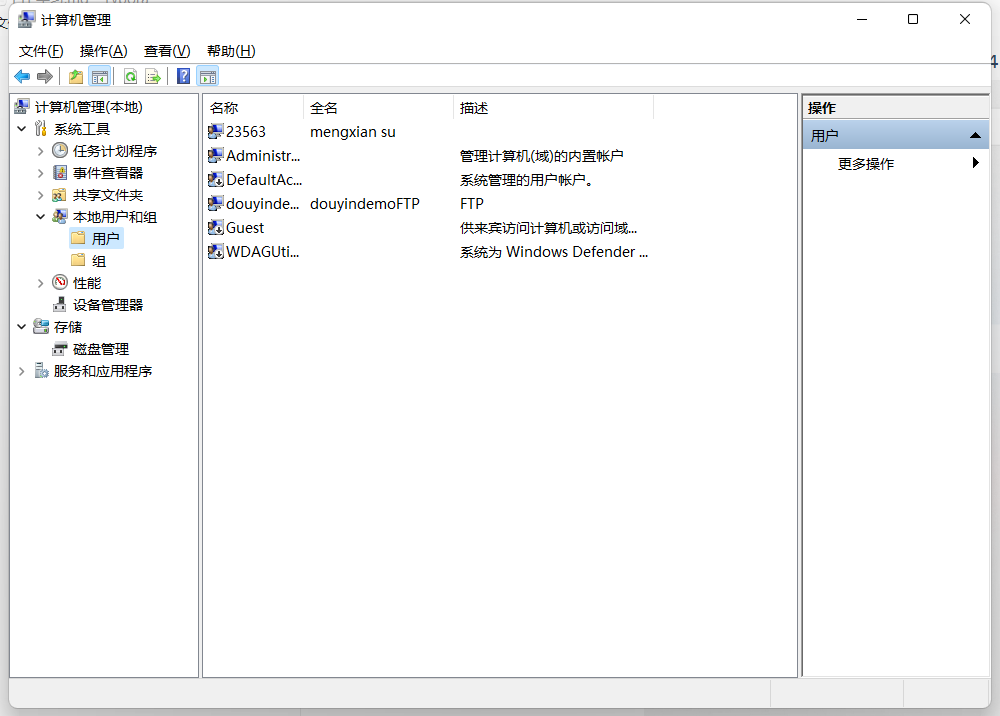 计算机管理
文件(F) 操作(A) 查看(V) 帮助(H)
计算机管理(本地)
系统工具
任务计划程序
事件查看器
共享文件夹
本地用户和组
用户
组
性能
设备管理器
存储
磁盘管理
服务和应用程序
名称 全名 描述
23563 mengxian su
Administr... 管理计算机(域)的内置帐户
DefaultAc... 系统管理的用户帐户。
douyinde... douyindemoFTP FTP
Guest 供来宾访问计算机或访问域...
WDAGUti... 系统为 Windows Defender ...
操作
用户
更多操作